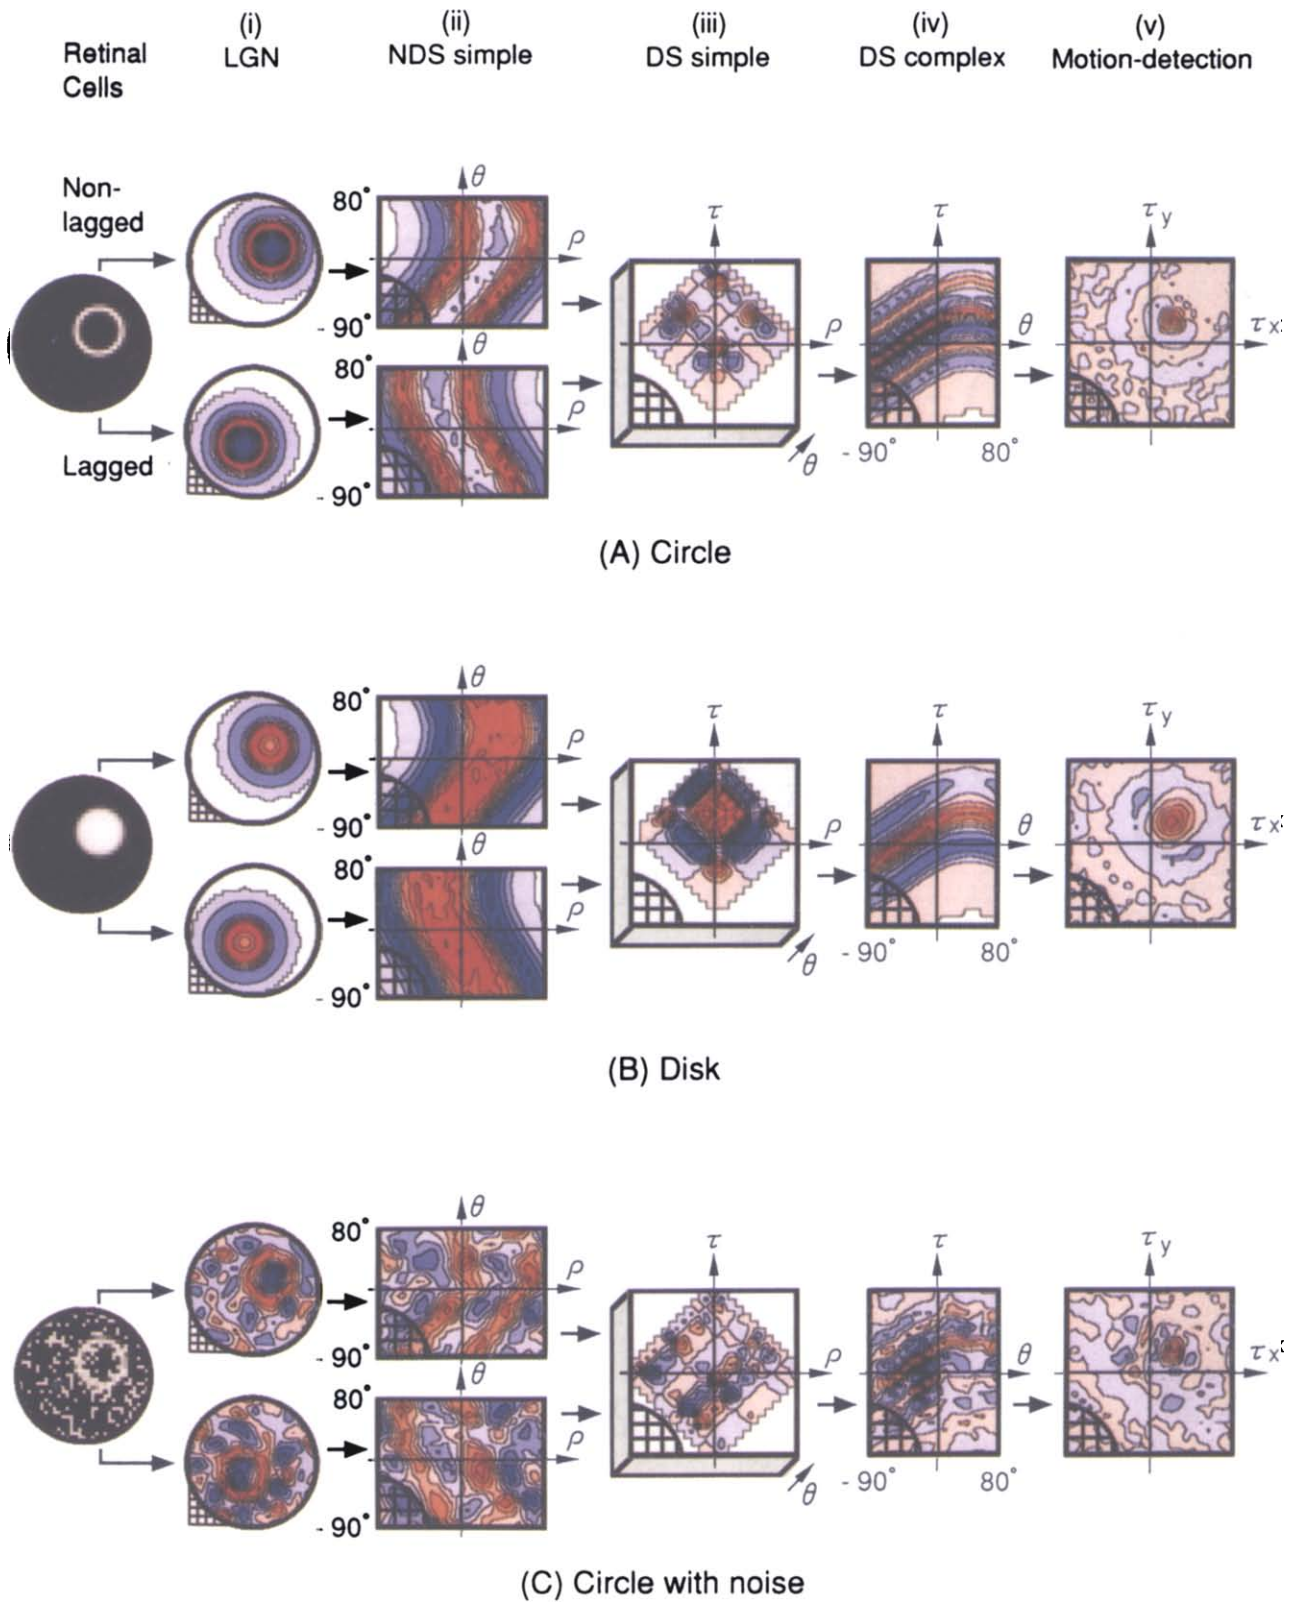 (i) (ii) (iii) (iv) (v)
Retinal Cells LGN NDS simple DS simple DS complex Motion-detection
Non-lagged
80° θ ρ
- 90°
80° θ ρ
- 90°
Lagged
τ ρ θ
τ θ
- 90° 80°
τ y τ x
(A) Circle
80° θ ρ
- 90°
80° θ ρ
- 90°
τ ρ θ
τ θ
- 90° 80°
τ y τ x
(B) Disk
80° θ ρ
- 90°
80° θ ρ
- 90°
τ ρ θ
τ θ
- 90° 80°
τ y τ x
(C) Circle with noise